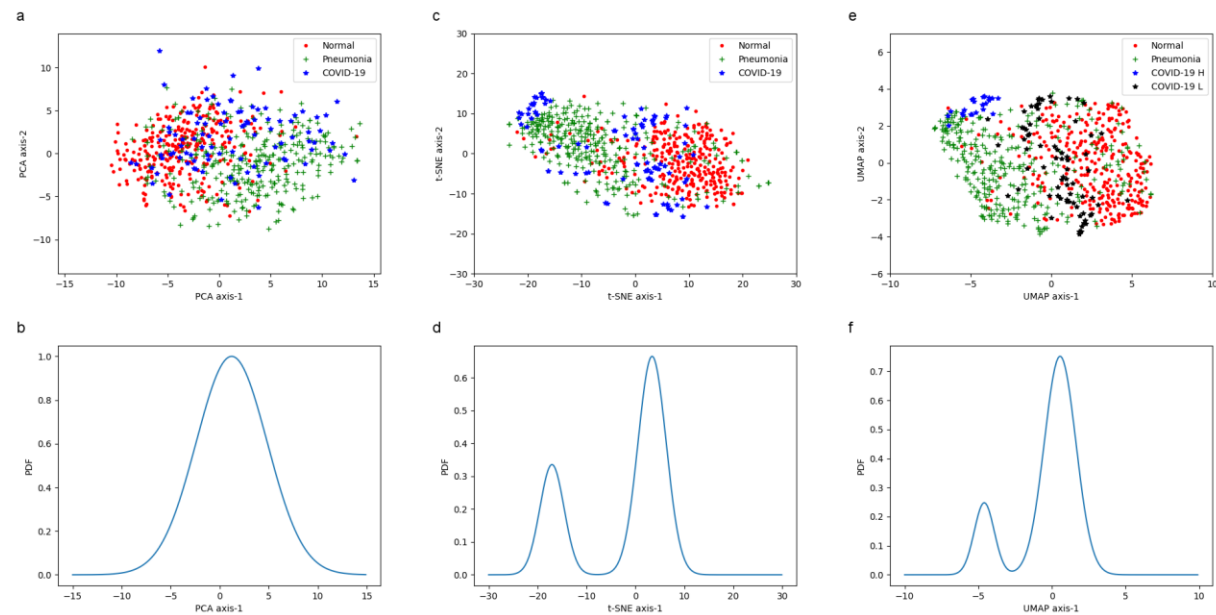 a
10
5
0
−5
−10
PCA axis-2
Normal
Pneumonia
COVID-19
−15
−10
−5
0
5
10
15
PCA axis-1
c
30
20
10
0
−10
−20
−30
t-SNE axis-2
Normal
Pneumonia
COVID-19
−30
−20
−10
0
10
20
30
t-SNE axis-1
e
6
4
2
0
−2
−4
−6
UMAP axis-2
Normal
Pneumonia
COVID-19 H
COVID-19 L
−10
−5
0
5
10
UMAP axis-1
b
1.0
0.8
0.6
0.4
0.2
0.0
PDF
−15
−10
−5
0
5
10
15
PCA axis-1
d
0.6
0.5
0.4
0.3
0.2
0.1
0.0
PDF
−30
−20
−10
0
10
20
30
t-SNE axis-1
f
0.7
0.6
0.5
0.4
0.3
0.2
0.1
0.0
PDF
−10
−5
0
5
10
UMAP axis-1